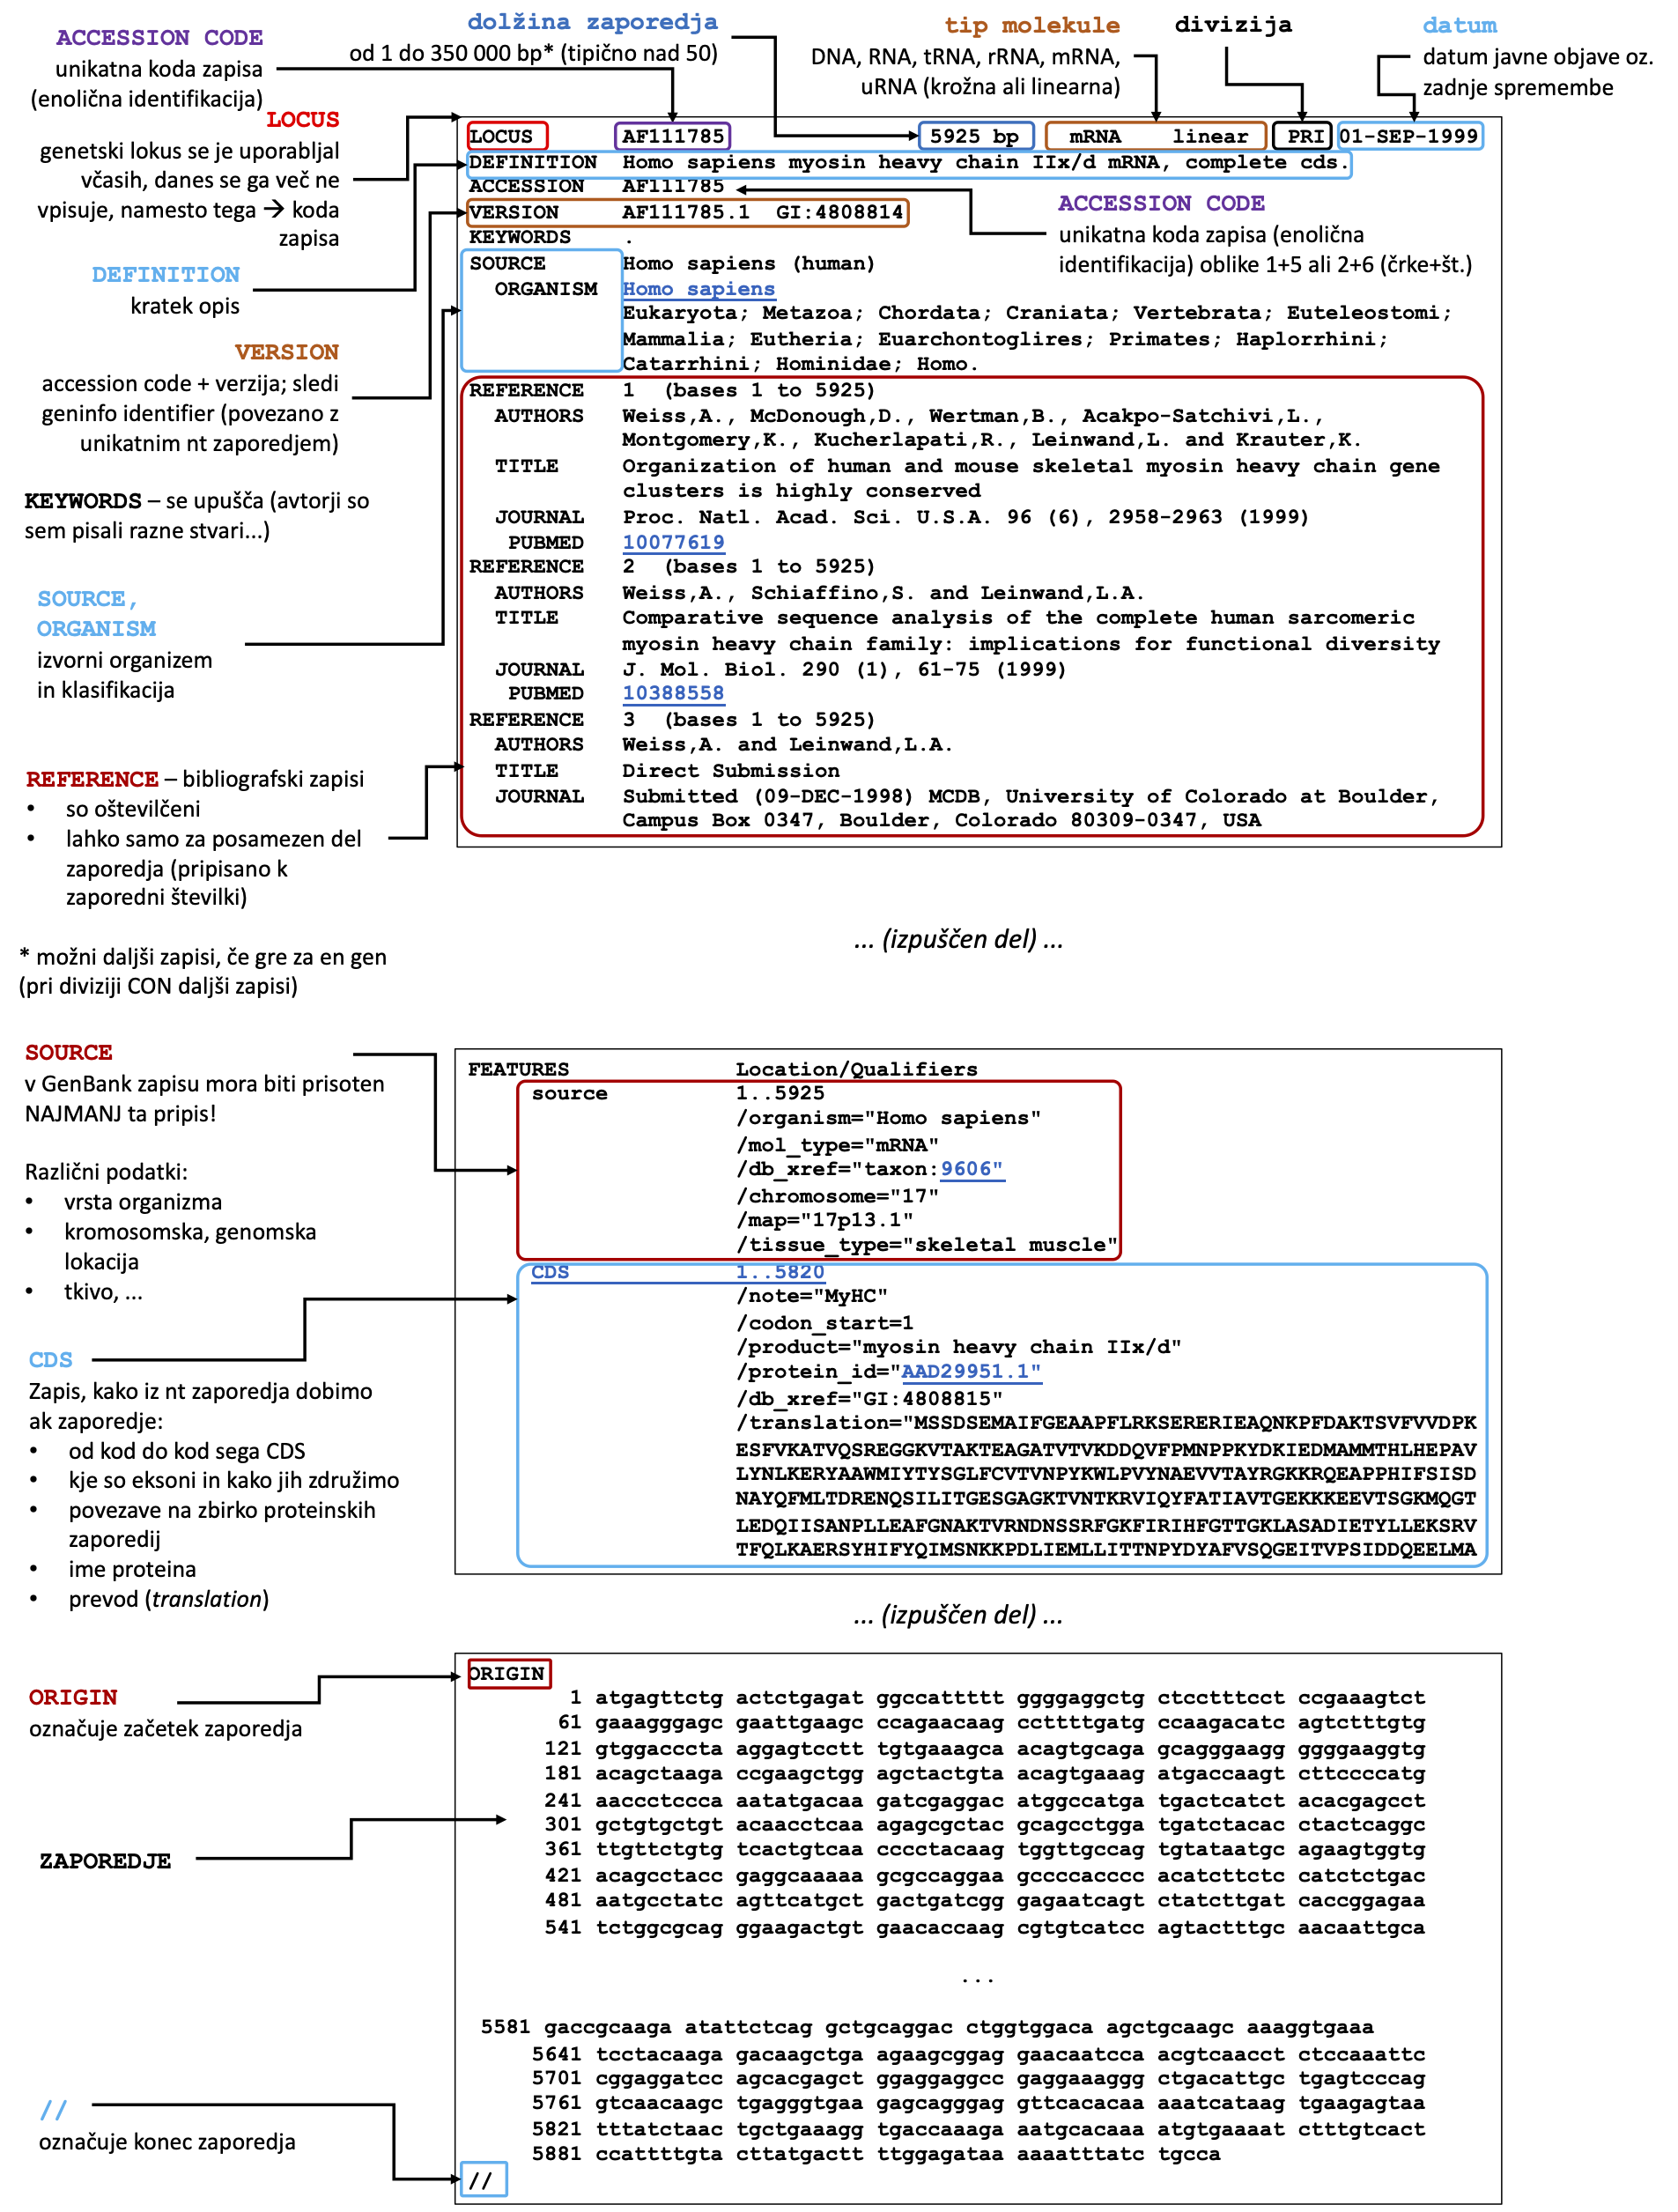 dolžina zaporedja
od 1 do 350 000 bp* (tipično nad 50)
tip molekule
DNA, RNA, tRNA, rRNA, mRNA,
uRNA (krožna ali linearna)
divizija
datum
datum javne objave oz.
zadnje spremembe
ACCESSION CODE
unikatna koda zapisa
(enolična identifikacija)
LOCUS
genetski lokus se je uporabljal
včasih, danes se ga več ne
vpisuje, namesto tega → koda
zapisa
DEFINITION
kratek opis
VERSION
accession code + verzija; sledi
geninfo identifier (povezano z
unikatnim nt zaporedjem)
KEYWORDS – se upušča (avtorji so
sem pisali razne stvari...)
SOURCE,
ORGANISM
izvorni organizem
in klasifikacija
REFERENCE – bibliografski zapisi
• so oštevilčeni
• lahko samo za posamezen del
zaporedja (pripisano k
zaporedni številki)
* možni daljši zapisi, če gre za en gen
(pri diviziji CON daljši zapisi)
LOCUS AF111785 5925 bp mRNA linear PRI 01-SEP-1999
DEFINITION Homo sapiens myosin heavy chain IIx/d mRNA, complete cds.
ACCESSION AF111785
VERSION AF111785.1 GI:4808814
KEYWORDS .
SOURCE Homo sapiens (human)
ORGANISM Homo sapiens
Eukaryota; Metazoa; Chordata; Craniata; Vertebrata; Euteleostomi;
Mammalia; Eutheria; Euarchontoglires; Primates; Haplorrhini;
Catarrhini; Hominidae; Homo.
ACCESSION CODE
unikatna koda zapisa (enolična
identifikacija) oblike 1+5 ali 2+6 (črke+št.)
REFERENCE 1 (bases 1 to 5925)
AUTHORS Weiss,A., McDonough,D., Wertman,B., Acakpo-Satchivi,L.,
Montgomery,K., Kucherlapati,R., Leinwand,L. and Krauter,K.
TITLE Organization of human and mouse skeletal myosin heavy chain gene
clusters is highly conserved
JOURNAL Proc. Natl. Acad. Sci. U.S.A. 96 (6), 2958-2963 (1999)
PUBMED 10077619
REFERENCE 2 (bases 1 to 5925)
AUTHORS Weiss,A., Schiaffino,S. and Leinwand,L.A.
TITLE Comparative sequence analysis of the complete human sarcomeric
myosin heavy chain family: implications for functional diversity
JOURNAL J. Mol. Biol. 290 (1), 61-75 (1999)
PUBMED 10388558
REFERENCE 3 (bases 1 to 5925)
AUTHORS Weiss,A. and Leinwand,L.A.
TITLE Direct Submission
JOURNAL Submitted (09-DEC-1998) MCDB, University of Colorado at Boulder,
Campus Box 0347, Boulder, Colorado 80309-0347, USA
... (izpuščen del) ...
SOURCE
v GenBank zapisu mora biti prisoten
NAJMANJ ta pripis!
Različni podatki:
• vrsta organizma
• kromosomska, genomska
lokacija
• tkivo, ...
CDS
Zapis, kako iz nt zaporedja dobimo
ak zaporedje:
• od kod do kod sega CDS
• kje so eksoni in kako jih združimo
• povezave na zbirko proteinskih
zaporedij
• ime proteina
• prevod (translation)
FEATURES Location/Qualifiers
source 1..5925
/organism="Homo sapiens"
/mol_type="mRNA"
/db_xref="taxon:9606"
/chromosome="17"
/map="17p13.1"
/tissue_type="skeletal muscle"
CDS 1..5820
/note="MyHC"
/codon_start=1
/product="myosin heavy chain IIx/d"
/protein_id="AAD29951.1"
/db_xref="GI:4808815"
/translation="MSSDSEMAIFGEAAPFLRKSERERIEAQNKPFDAKTSVFVVDPK
ESFVKATVQSREGGKVTAKTEAGATVTVKDDQVFPMNPPKYDKIEDMAMMTHLHEPAV
LYNLKERYAAWMIYTYSGLFCVTVNPYKWLPVYNAEVVTAYRGKKRQEAPPHIFSISD
NAYQFMLTDRENQSILITGESGAGKTVNTKRVIQYFATIAVTGEKKKEEVTSGKMQGT
LEDQIISANPLLEAFGNAKTVRNDNSSRFGKFIRIHFGTTGKLASADIETYLLEKSRV
TFQLKAERSYHIFYQIMSNKKPDLIEMLLITTNPYDYAFVSQGEITVPSIDDQEELMA
... (izpuščen del) ...
ORIGIN
označuje začetek zaporedja
ZAPOREDJE
//
označuje konec zaporedja
ORIGIN
1 atgagttctg actctgagat ggccattttt ggggaggctg ctcctttcct ccgaaagtct
61 gaaagggagc gaattgaagc ccagaacaag ccttttgatg ccaagacatc agtctttgtg
121 gtggacccta aggagtcctt tgtgaaagca acagtgcaga gcagggaagg ggggaaggtg
181 acagctaaga ccgaagctgg agctactgta acagtgaaag atgaccaagt cttccccatg
241 aaccctccca aatatgacaa gatcgaggac atggccatga tgactcatct acacgagcct
301 gctgtgctgt acaacctcaa agagcgctac gcagcctgga tgatctacac ctactcaggc
361 ttgttctgtg tcactgtcaa cccctacaag tggttgccag tgtataatgc agaagtggtg
421 acagcctacc gaggcaaaaa gcgccaggaa gccccacccc acatcttctc catctctgac
481 aatgcctatc agttcatgct gactgatcgg gagaatcagt ctatcttgat caccggagaa
541 tctggcgcag ggaagactgt gaacaccaag cgtgtcatcc agtactttgc aacaattgca
...
5581 gaccgcaaga atattctcag gctgcaggac ctggtggaca agctgcaagc aaaggtgaaa
5641 tcctacaaga gacaagctga agaagcggag gaacaatcca acgtcaacct ctccaaattc
5701 cggaggatcc agcacgagct ggaggaggcc gaggaaaggg ctgacattgc tgagtcccag
5761 gtcaacaagc tgagggtgaa gagcagggag gttcacacaa aaatcataag tgaagagtaa
5821 tttatctaac tgctgaaagg tgaccaaaga aatgcacaaa atgtgaaaat ctttgtcact
5881 ccattttgta cttatgactt ttggagataa aaaatttatc tgcca
//